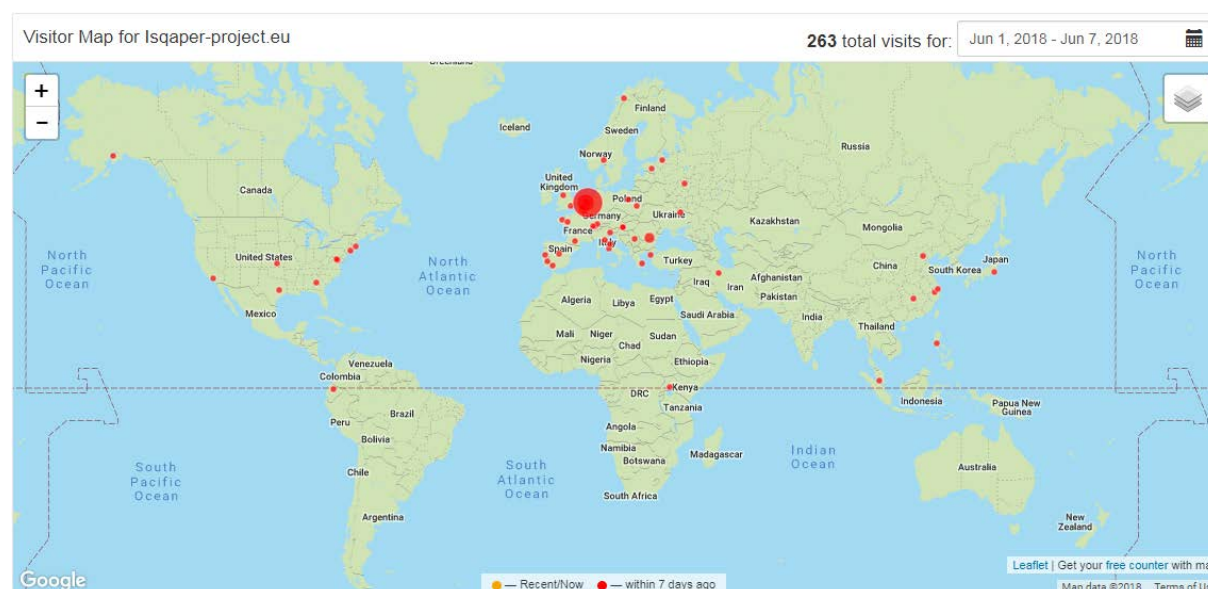 Visitor Map for Isqaper-project.eu
263 total visits for: Jun 1, 2018 - Jun 7, 2018
+
−
Finland
Iceland
Sweden
Russia
Norway
United
Kingdom
Canada
Poland
Germany
Ukraine
Kazakhstan
France
Mongolia
Italy
North
Pacific
Ocean
United States
North
Atlantic
Ocean
Spain
Turkey
China
South Korea
Japan
North
Pacific
Ocean
Iraq
Iran
Afghanistan
Pakistan
Algeria
Libya
Egypt
Saudi Arabia
India
Mexico
Mali
Niger
Chad
Sudan
Thailand
Nigeria
Ethiopia
Venezuela
Colombia
DRC
Kenya
Tanzania
Indonesia
Papua New
Guinea
Peru
Brazil
Angola
Bolivia
Namibia
Botswana
Madagascar
Indian
Ocean
South
Pacific
Ocean
Chile
South
Atlantic
Ocean
Australia
South Africa
Argentina
New
Zealand
Leaflet | Get your free counter with ma
Google
— Recent/Now — within 7 days ago
Map data ©2018 Terms of Us